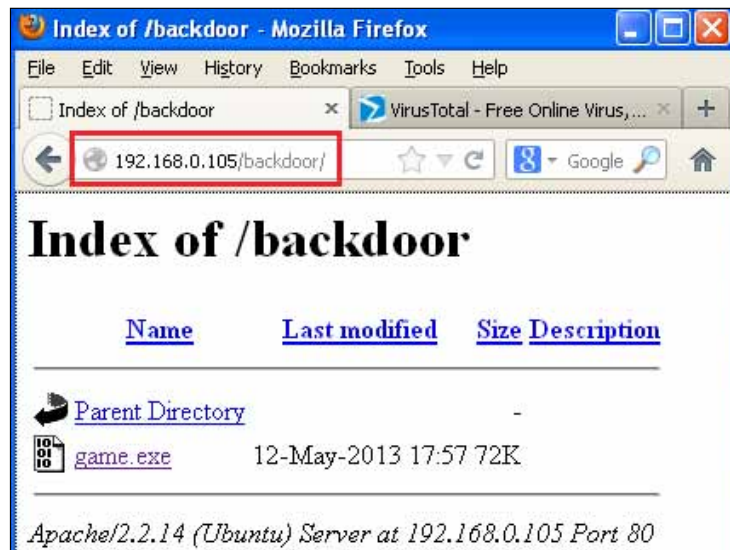 Index of /backdoor - Mozilla Firefox
File Edit View History Bookmarks Tools Help
Index of /backdoor × VirusTotal - Free Online Virus,... × +
192.168.0.105/backdoor/ 8 Google
Index of /backdoor
Name Last modified Size Description
Parent Directory -
game.exe 12-May-2013 17:57 72K
Apache/2.2.14 (Ubuntu) Server at 192.168.0.105 Port 80